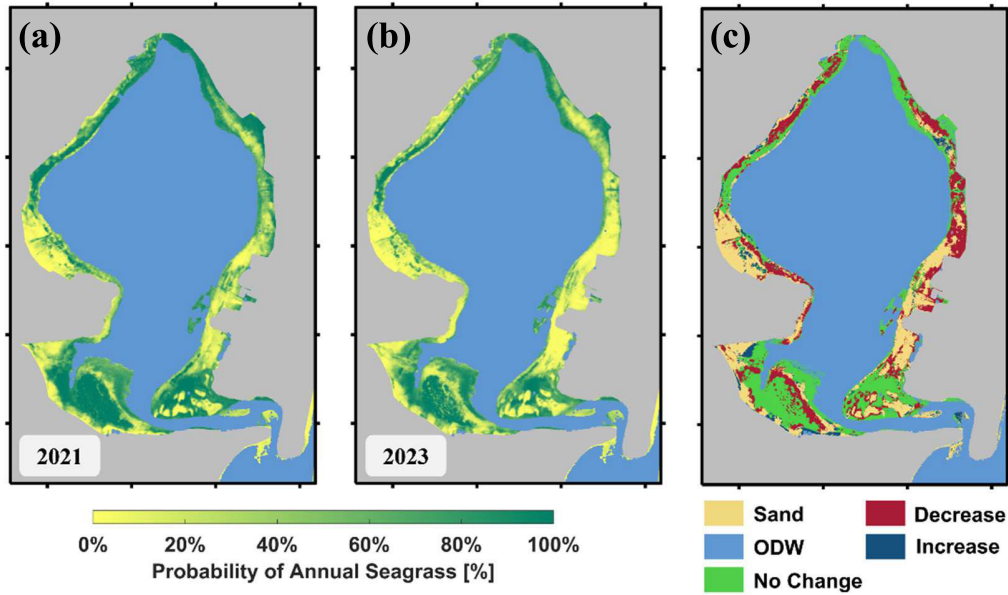 (a)
(b)
(c)
2021
2023
0% 20% 40% 60% 80% 100%
Probability of Annual Seagrass [%]
Sand
Decrease
ODW
Increase
No Change